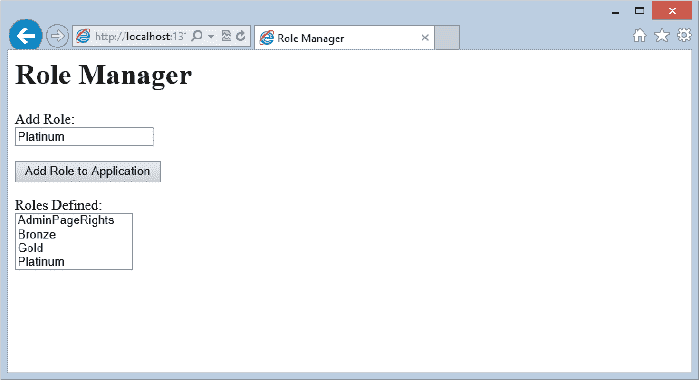 http://localhost:13
Role Manager
Role Manager
Add Role:
Platinum
Add Role to Application
Roles Defined:
AdminPageRights
Bronze
Gold
Platinum